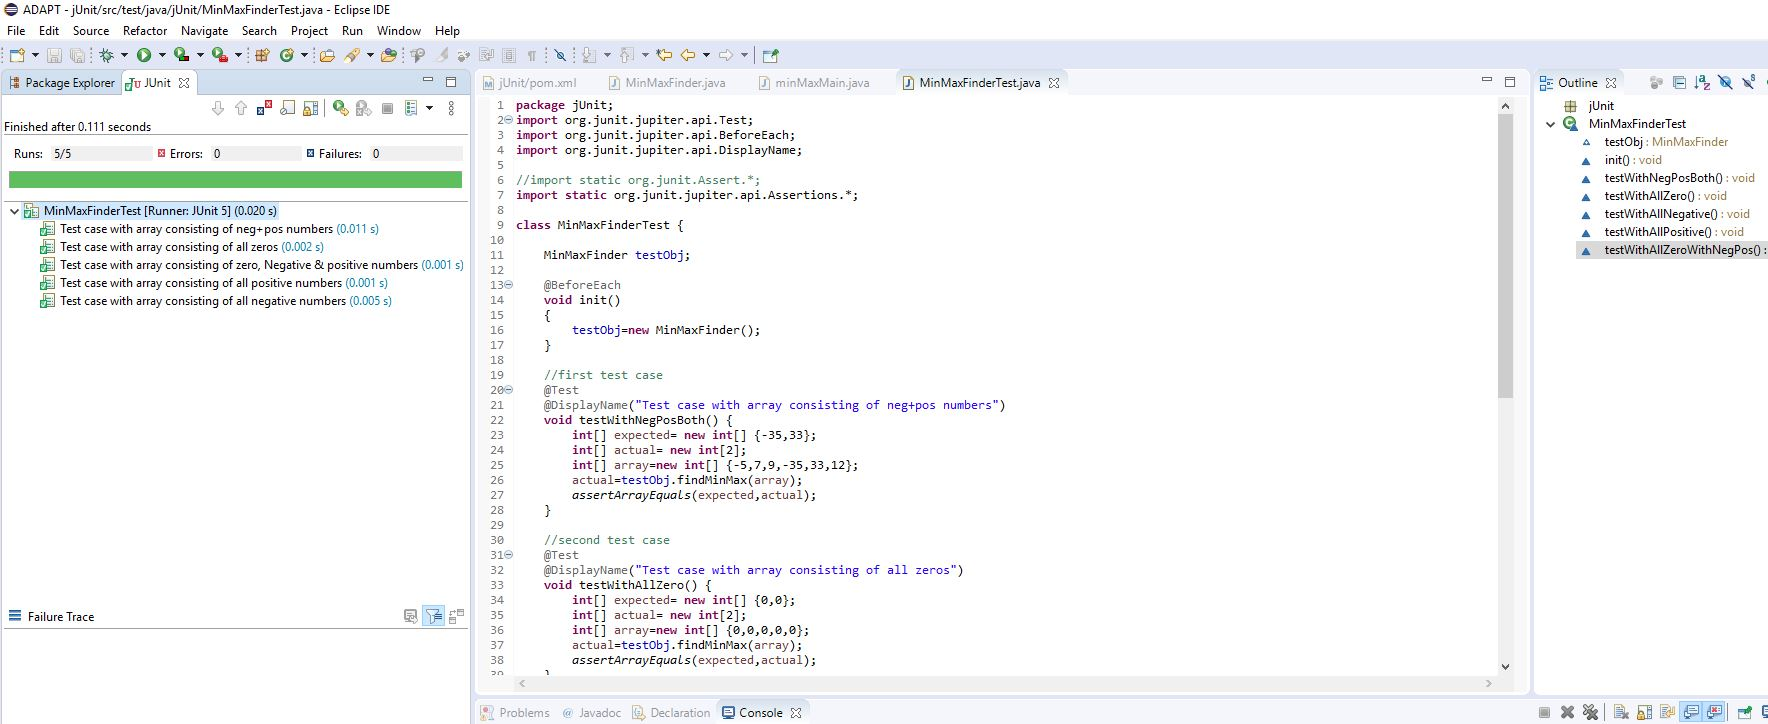 ADAPT - jUnit/src/test/java/jUnit/MinMaxFinderTest.java - Eclipse IDE
File Edit Source Refactor Navigate Search Project Run Window Help
Package Explorer JUnit
Finished after 0.111 seconds
Runs: 5/5 Errors: 0 Failures: 0
MinMaxFinderTest [Runner: JUnit 5] (0.020 s)
Test case with array consisting of neg+pos numbers (0.011 s)
Test case with array consisting of all zeros (0.002 s)
Test case with array consisting of zero, Negative & positive numbers (0.001 s)
Test case with array consisting of all positive numbers (0.001 s)
Test case with array consisting of all negative numbers (0.005 s)
Failure Trace
jUnit/pom.xml MinMaxFinder.java minMaxMain.java MinMaxFinderTest.java
1 package jUnit;
2 import org.junit.jupiter.api.Test;
3 import org.junit.jupiter.api.BeforeEach;
4 import org.junit.jupiter.api.DisplayName;
5
6 //import static org.junit.Assert.*;
7 import static org.junit.jupiter.api.Assertions.*;
8
9 class MinMaxFinderTest {
10
11 MinMaxFinder testObj;
12
13 @BeforeEach
14 void init()
15 {
16 testObj=new MinMaxFinder();
17 }
18
19 //first test case
20 @Test
21 @DisplayName("Test case with array consisting of neg+pos numbers")
22 void testWithNegPosBoth() {
23 int[] expected= new int[] {-35,33};
24 int[] actual= new int[2];
25 int[] array=new int[] {-5,7,9,-35,33,12};
26 actual=testObj.findMinMax(array);
27 assertArrayEquals(expected,actual);
28 }
29
30 //second test case
31 @Test
32 @DisplayName("Test case with array consisting of all zeros")
33 void testWithAllZero() {
34 int[] expected= new int[] {0,0};
35 int[] actual= new int[2];
36 int[] array=new int[] {0,0,0,0,0};
37 actual=testObj.findMinMax(array);
38 assertArrayEquals(expected,actual);
39 }
Problems @ Javadoc Declaration Console
Outline
jUnit
MinMaxFinderTest
testObj : MinMaxFinder
init() : void
testWithNegPosBoth() : void
testWithAllZero() : void
testWithAllNegative() : void
testWithAllPositive() : void
testWithAllZeroWithNegPos() :